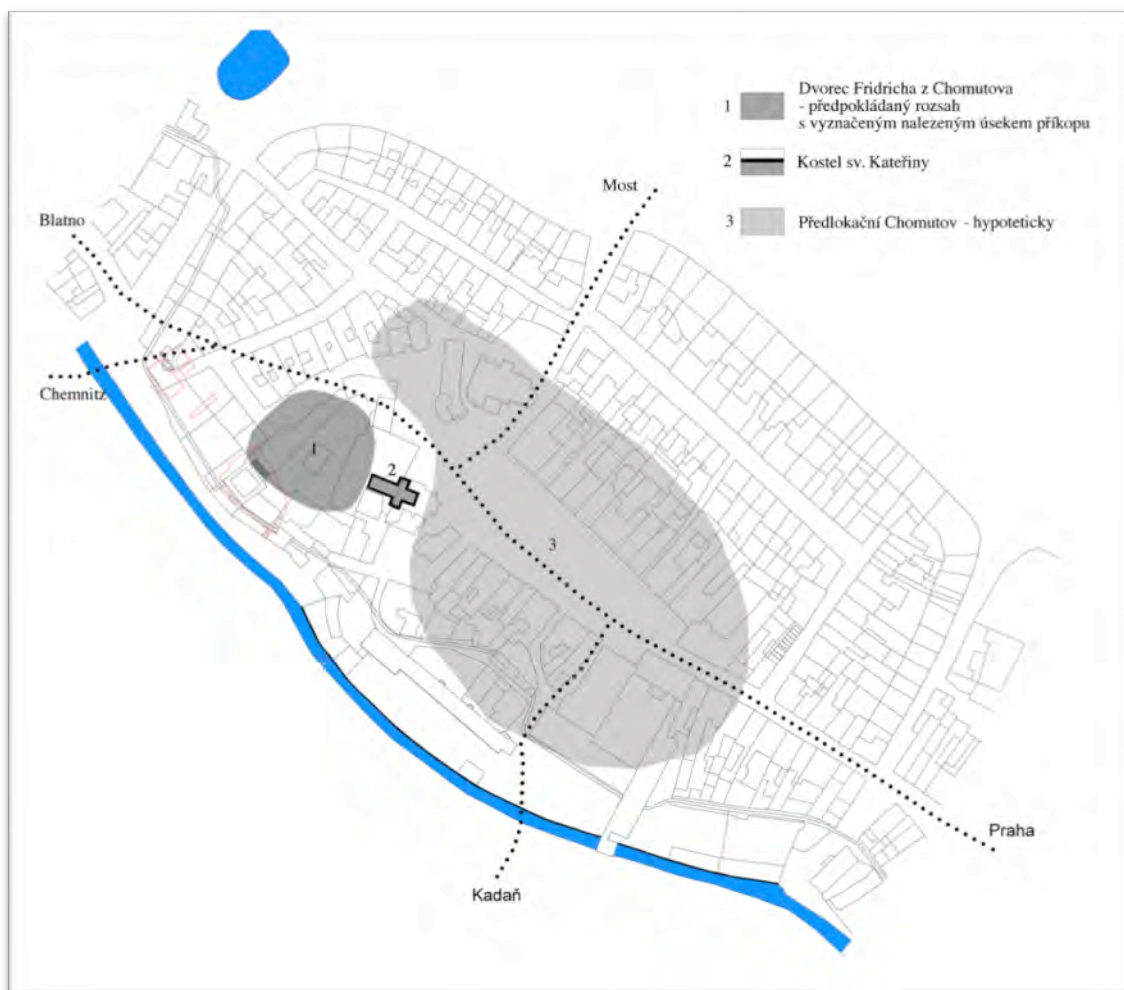 1 Dvorec Fridricha z Chomutova
- předpokládaný rozsah
s vyznačeným nalezeným úsekem příkopu
2 Kostel sv. Kateřiny
3 Předlokační Chomutov - hypoteticky
Most
Blatno
Chemnitz
1
2
3
Praha
Kadaň